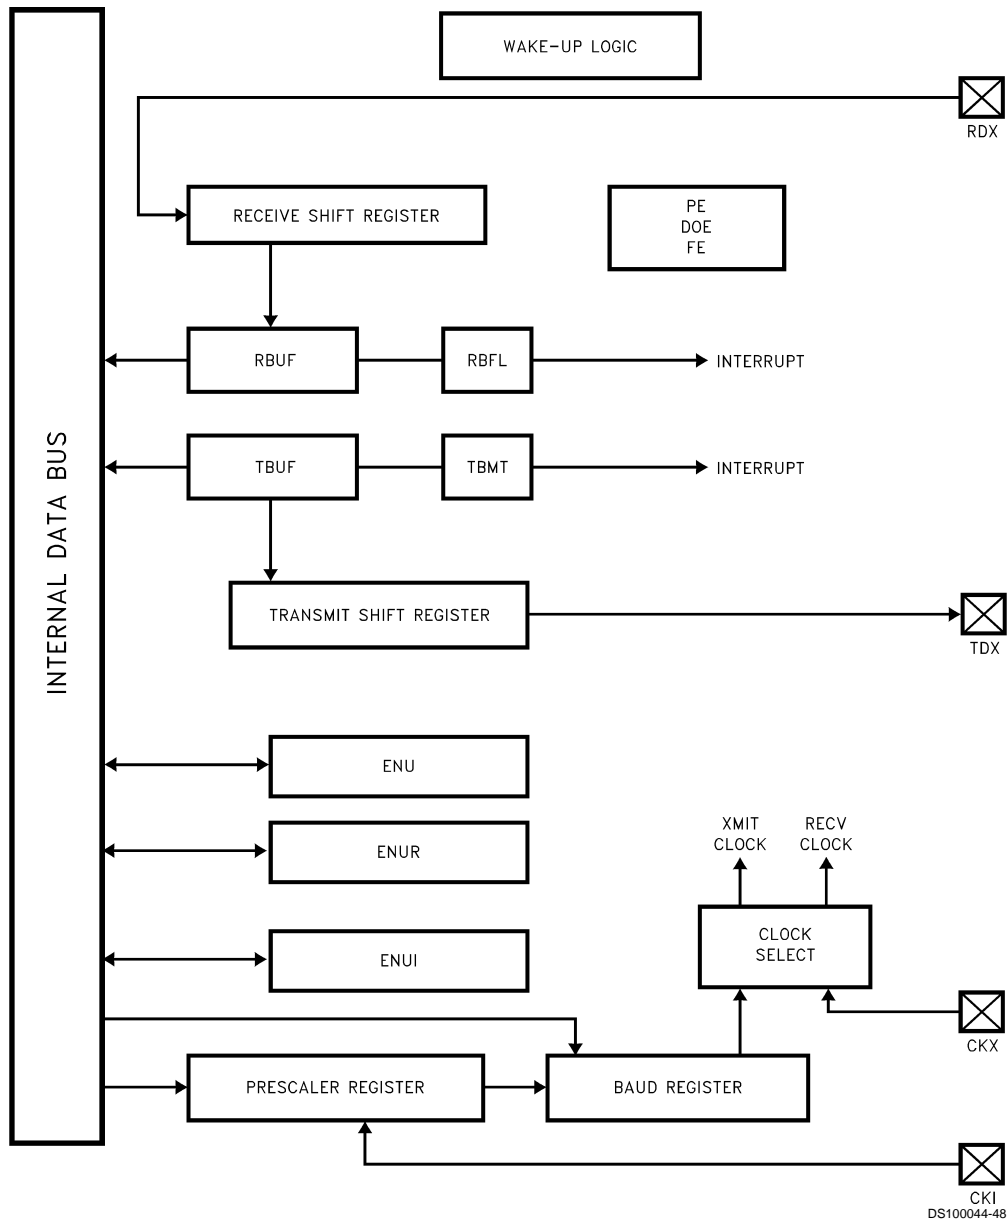 WAKE-UP LOGIC
RDX
RECEIVE SHIFT REGISTER
PE
DOE
FE
RBUF
RBFL
INTERRUPT
TBUF
TBMT
INTERRUPT
INTERNAL DATA BUS
TRANSMIT SHIFT REGISTER
TDX
ENU
XMIT
CLOCK
RECV
CLOCK
ENUR
CLOCK
SELECT
ENUI
CKX
PRESCALER REGISTER
BAUD REGISTER
CKI
DS100044-48